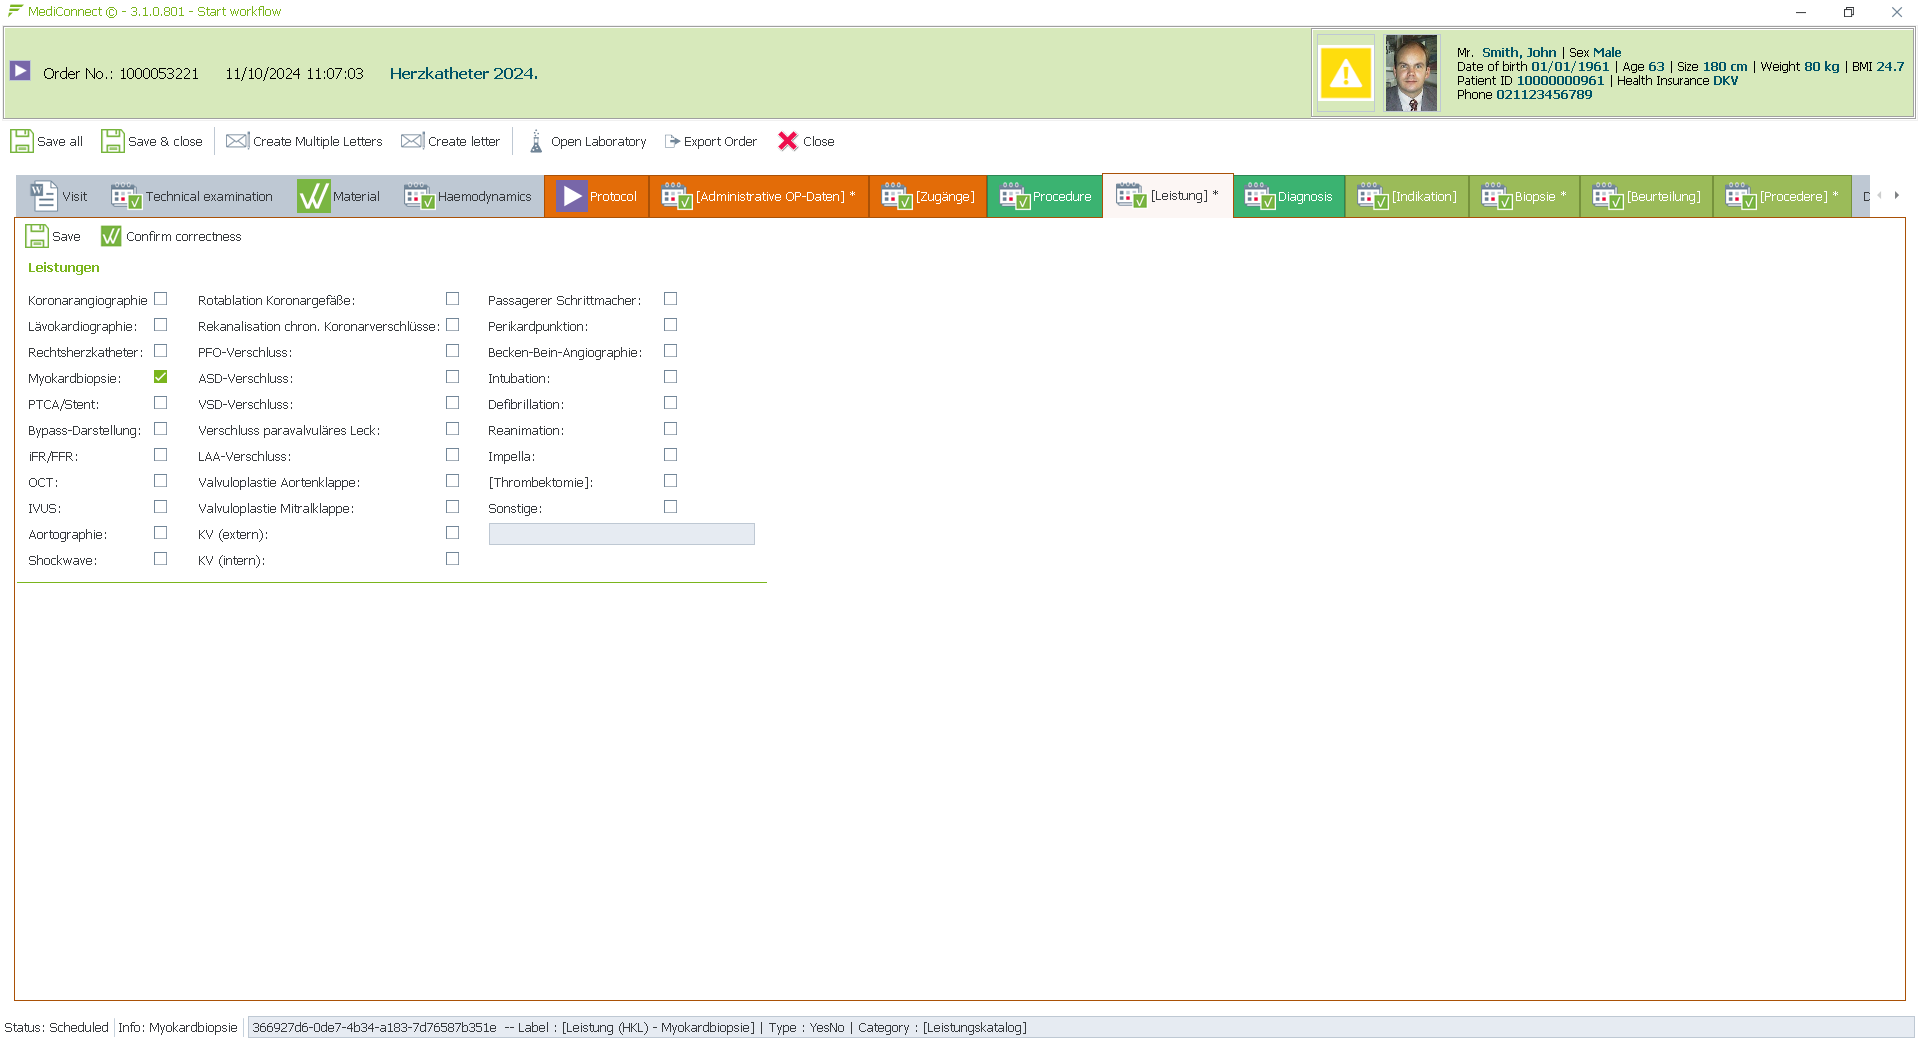 MediConnect © - 3.1.0.801 - Start workflow
Order No.: 1000053221 11/10/2024 11:07:03 Herzkatheter 2024.
Mr. Smith, John | Sex Male
Date of birth 01/01/1961 | Age 63 | Size 180 cm | Weight 80 kg | BMI 24.7
Patient ID 10000000961 | Health Insurance DKV
Phone 021123456789
Save all Save & close Create Multiple Letters Create letter Open Laboratory Export Order Close
Visit Technical examination Material Haemodynamics Protocol [Administrative OP-Daten] * [Zugänge] Procedure [Leistung] * Diagnosis [Indikation] Biopsie * [Beurteilung] [Procedere] * D
Save Confirm correctness
Leistungen
Koronarangiographie Rotablation Koronargefäße: Passagerer Schrittmacher:
Lävokardiographie: Rekanalisation chron. Koronarverschlüsse: Perikardpunktion:
Rechtsherzkatheter: PFO-Verschluss: Becken-Bein-Angiographie:
Myokardbiopsie: ASD-Verschluss: Intubation:
PTCA/Stent: VSD-Verschluss: Defibrillation:
Bypass-Darstellung: Verschluss paravalvuläres Leck: Reanimation:
iFR/FFR: LAA-Verschluss: Impella:
OCT: Valvuloplastie Aortenklappe: [Thrombektomie]:
IVUS: Valvuloplastie Mitralklappe: Sonstige:
Aortographie: KV (extern):
Shockwave: KV (intern):
Status: Scheduled Info: Myokardbiopsie 366927d6-0de7-4b34-a183-7d76587b351e -- Label : [Leistung (HKL) - Myokardbiopsie] | Type : YesNo | Category : [Leistungskatalog]